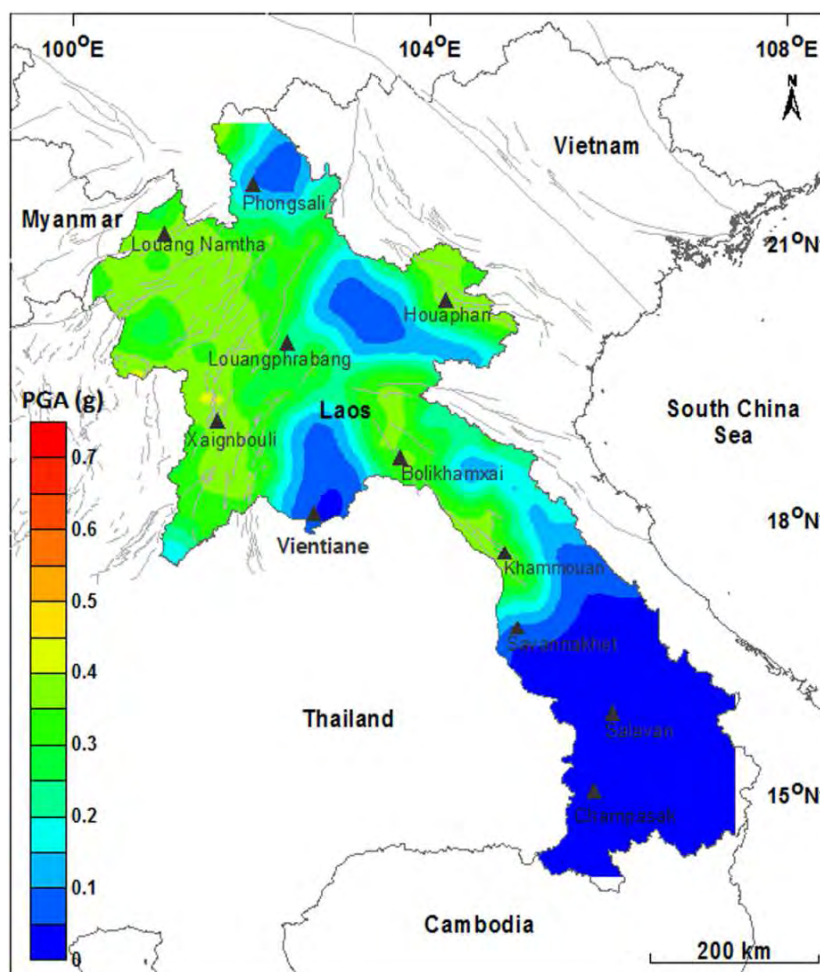 100°E
104°E
108°E
N
Vietnam
Phongsali
Myanmar
Louang Namtha
21°N
Houaphan
Louangphrabang
PGA (g)
Laos
South China
Sea
Xaignbouli
0.7
Bolikhamxai
0.6
18°N
Vientiane
Khammouan
0.5
Savannakhet
0.4
Thailand
Salavan
0.3
15°N
Champasak
0.2
0.1
Cambodia
200 km
0